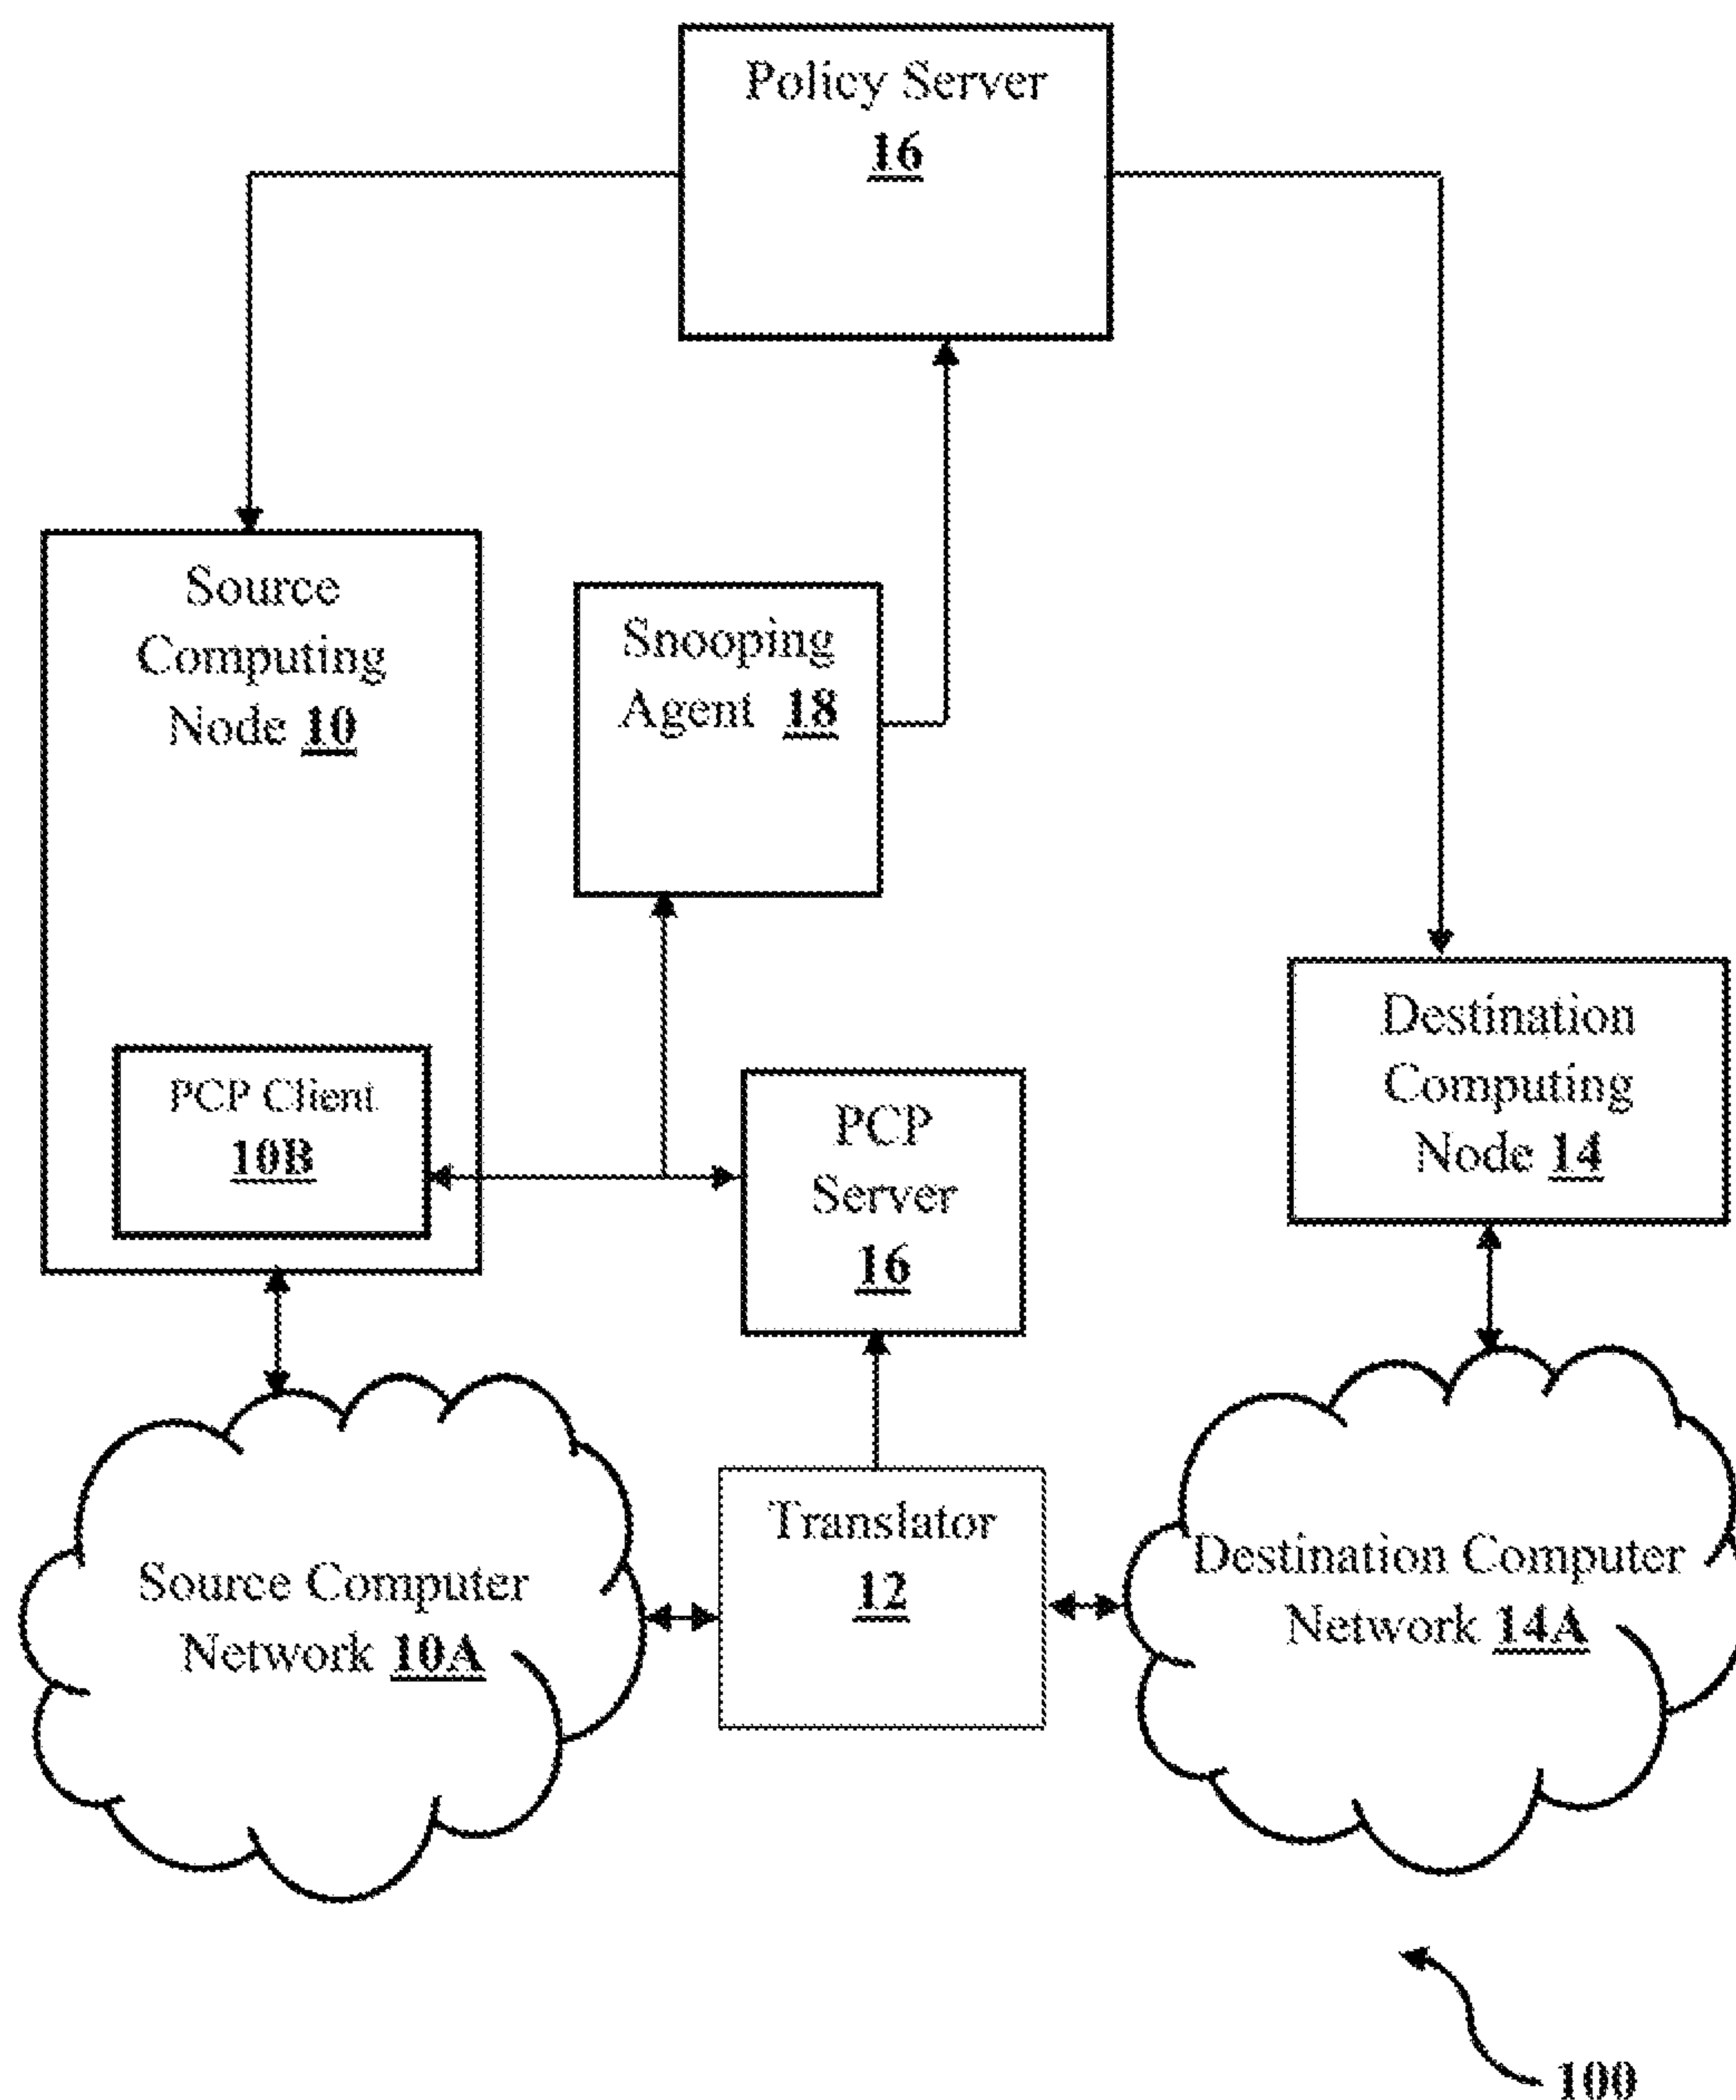 Policy Server
16
Source
Computing
Node 10
Snooping
Agent 18
Destination
Computing
Node 14
PCP Client
10B
PCP
Server
16
Translator
12
Source Computer
Network 10A
Destination Computer
Network 14A
100